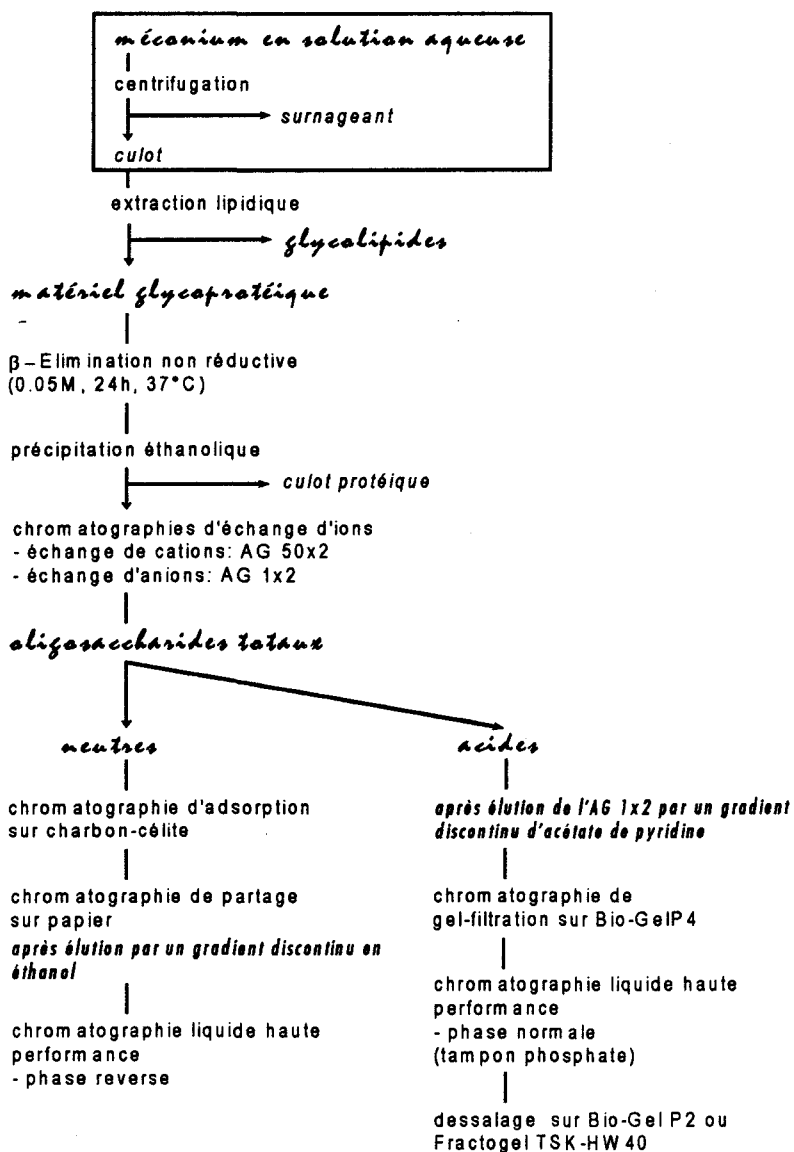 méconium en solution aqueuse
centrifugation
surnageant
culot
extraction lipidique
glycolipides
matériel glycoprotéique
β-Elimination non réductive
(0.05M, 24h, 37°C)
précipitation éthanolique
culot protéique
chromatographies d'échange d'ions
- échange de cations: AG 50x2
- échange d'anions: AG 1x2
oligosaccharides totaux
neutres
chromatographie d'adsorption
sur charbon-célite
chromatographie de partage
sur papier
après élution par un gradient discontinu en
éthanol
chromatographie liquide haute
performance
- phase reverse
acides
après élution de l'AG 1x2 par un gradient
discontinu d'acétate de pyridine
chromatographie de
gel-filtration sur Bio-GelP4
chromatographie liquide haute
performance
- phase normale
(tampon phosphate)
dessalage sur Bio-Gel P2 ou
Fractogel TSK-HW 40